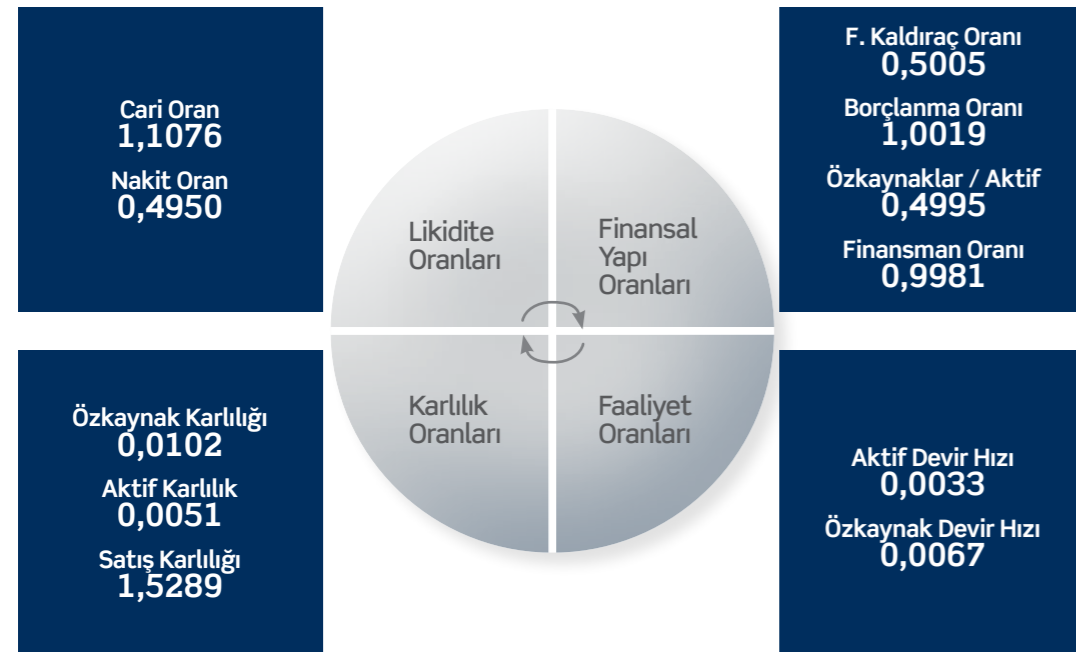 Cari Oran
1,1076
Nakit Oran
0,4950
F. Kaldıraç Oranı
0,5005
Borçlanma Oranı
1,0019
Özkaynaklar / Aktif
0,4995
Finansman Oranı
0,9981
Likidite
Oranları
Finansal
Yapı
Oranları
Karlılık
Oranları
Faaliyet
Oranları
Özkaynak Karlılığı
0,0102
Aktif Karlılık
0,0051
Satış Karlılığı
1,5289
Aktif Devir Hızı
0,0033
Özkaynak Devir Hızı
0,0067